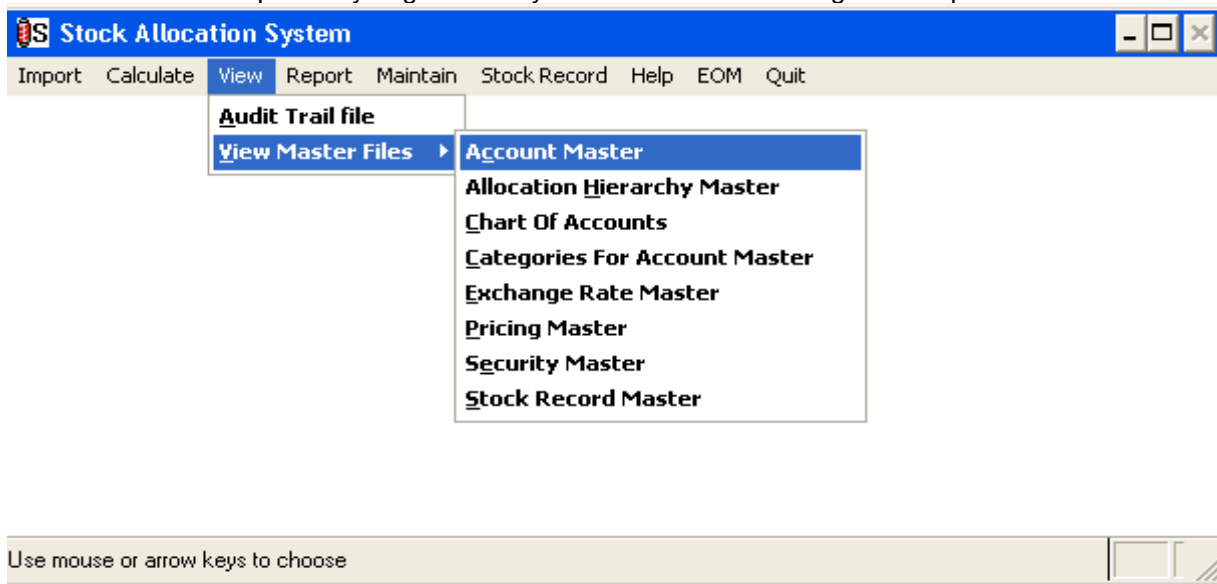 S Stock Allocation System
Import Calculate View Report Maintain Stock Record Help EOM Quit
Audit Trail file
View Master Files
Account Master
Allocation Hierarchy Master
Chart Of Accounts
Categories For Account Master
Exchange Rate Master
Pricing Master
Security Master
Stock Record Master
Use mouse or arrow keys to choose